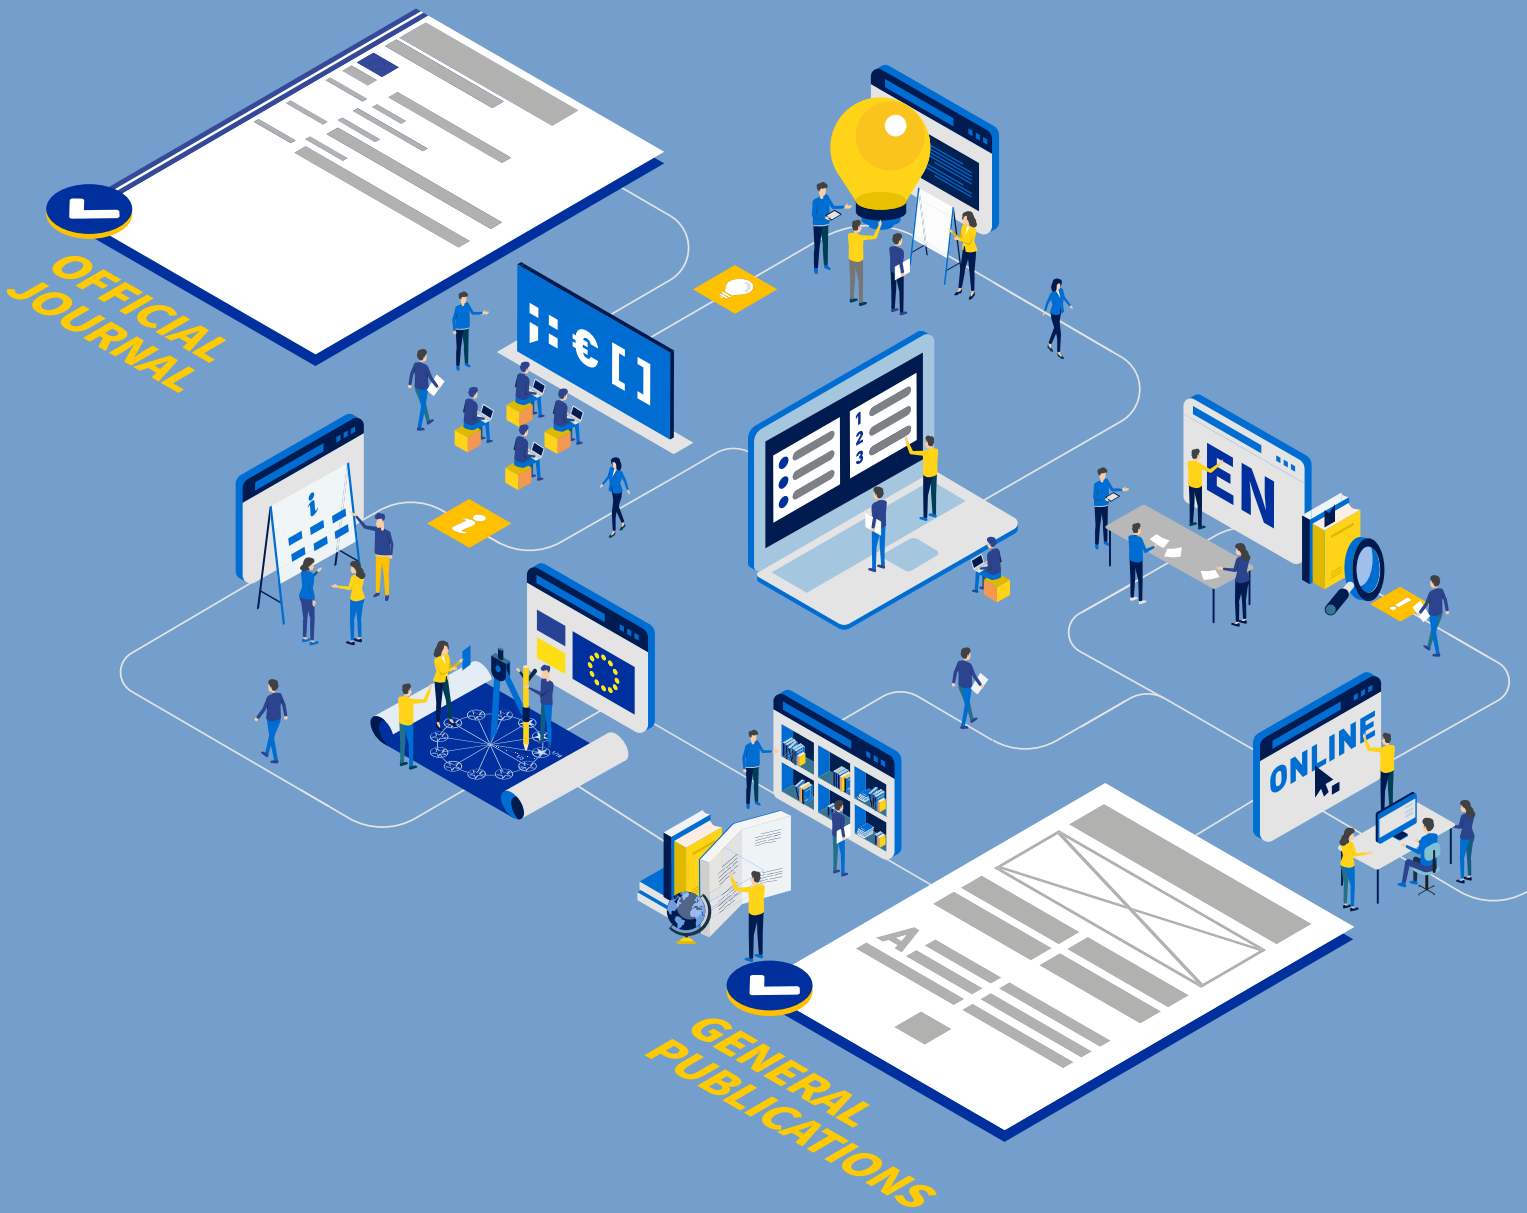 OFFICIAL
JOURNAL
; : € [ ]
i
i
1
2
3
EN
!
ONLINE
A
GENERAL
PUBLICATIONS